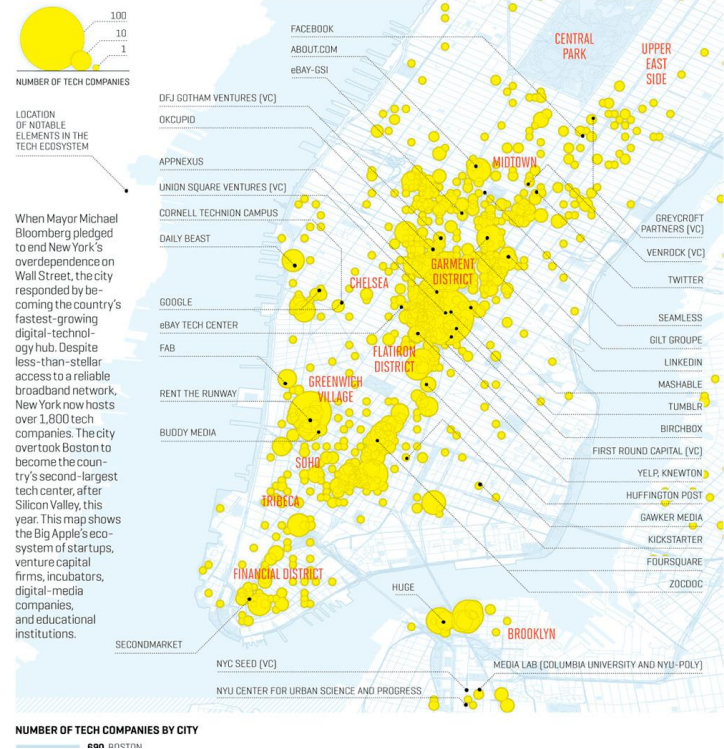 100
10
1
NUMBER OF TECH COMPANIES
LOCATION
OF NOTABLE
ELEMENTS IN THE
TECH ECOSYSTEM
When Mayor Michael
Bloomberg pledged
to end New York's
overdependence on
Wall Street, the city
responded by be-
coming the country's
fastest-growing
digital-technol-
ogy hub. Despite
less-than-stellar
access to a reliable
broadband network,
New York now hosts
over 1,800 tech
companies. The city
overtook Boston to
become the coun-
try's second-largest
tech center, after
Silicon Valley, this
year. This map shows
the Big Apple's eco-
system of startups,
venture capital
firms, incubators,
digital-media
companies,
and educational
institutions.
FACEBOOK
ABOUT.COM
eBAY-GSI
DFJ GOTHAM VENTURES (VC)
OKCUPID
APPNEXUS
UNION SQUARE VENTURES (VC)
CORNELL TECHNION CAMPUS
DAILY BEAST
GOOGLE
eBAY TECH CENTER
FAB
RENT THE RUNWAY
BUDDY MEDIA
SECONDMARKET
CENTRAL
PARK
UPPER
EAST
SIDE
MIDTOWN
GARMENT
DISTRICT
CHELSEA
FLATIRON
DISTRICT
GREENWICH
VILLAGE
SOHO
TRIBECA
FINANCIAL DISTRICT
BROOKLYN
GREYCROFT
PARTNERS (VC)
VENROCK (VC)
TWITTER
SEAMLESS
GILT GROUPE
LINKEDIN
MASHABLE
TUMBLR
BIRCHBOX
FIRST ROUND CAPITAL (VC)
YELP, KNEWTON
HUFFINGTON POST
GAWKER MEDIA
KICKSTARTER
FOURSQUARE
ZOCDOC
HUGE
NYC SEED (VC)
MEDIA LAB (COLUMBIA UNIVERSITY AND NYU-POLY)
NYU CENTER FOR URBAN SCIENCE AND PROGRESS
NUMBER OF TECH COMPANIES BY CITY
690 BOSTON